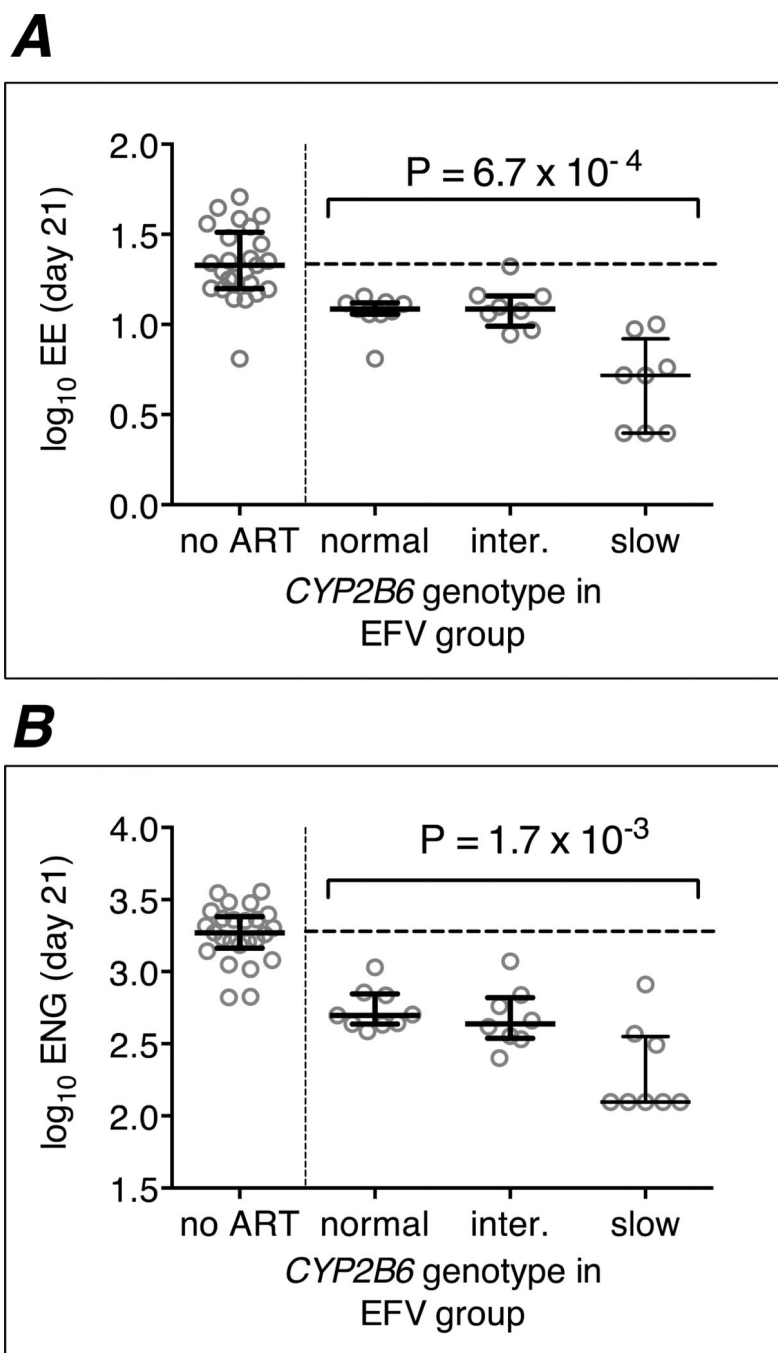 A
P = 6.7 x 10⁻⁴
log₁₀ EE (day 21)
2.0
1.5
1.0
0.5
0.0
no ART normal inter. slow
CYP2B6 genotype in
EFV group
B
P = 1.7 x 10⁻³
log₁₀ ENG (day 21)
4.0
3.5
3.0
2.5
2.0
1.5
no ART normal inter. slow
CYP2B6 genotype in
EFV group